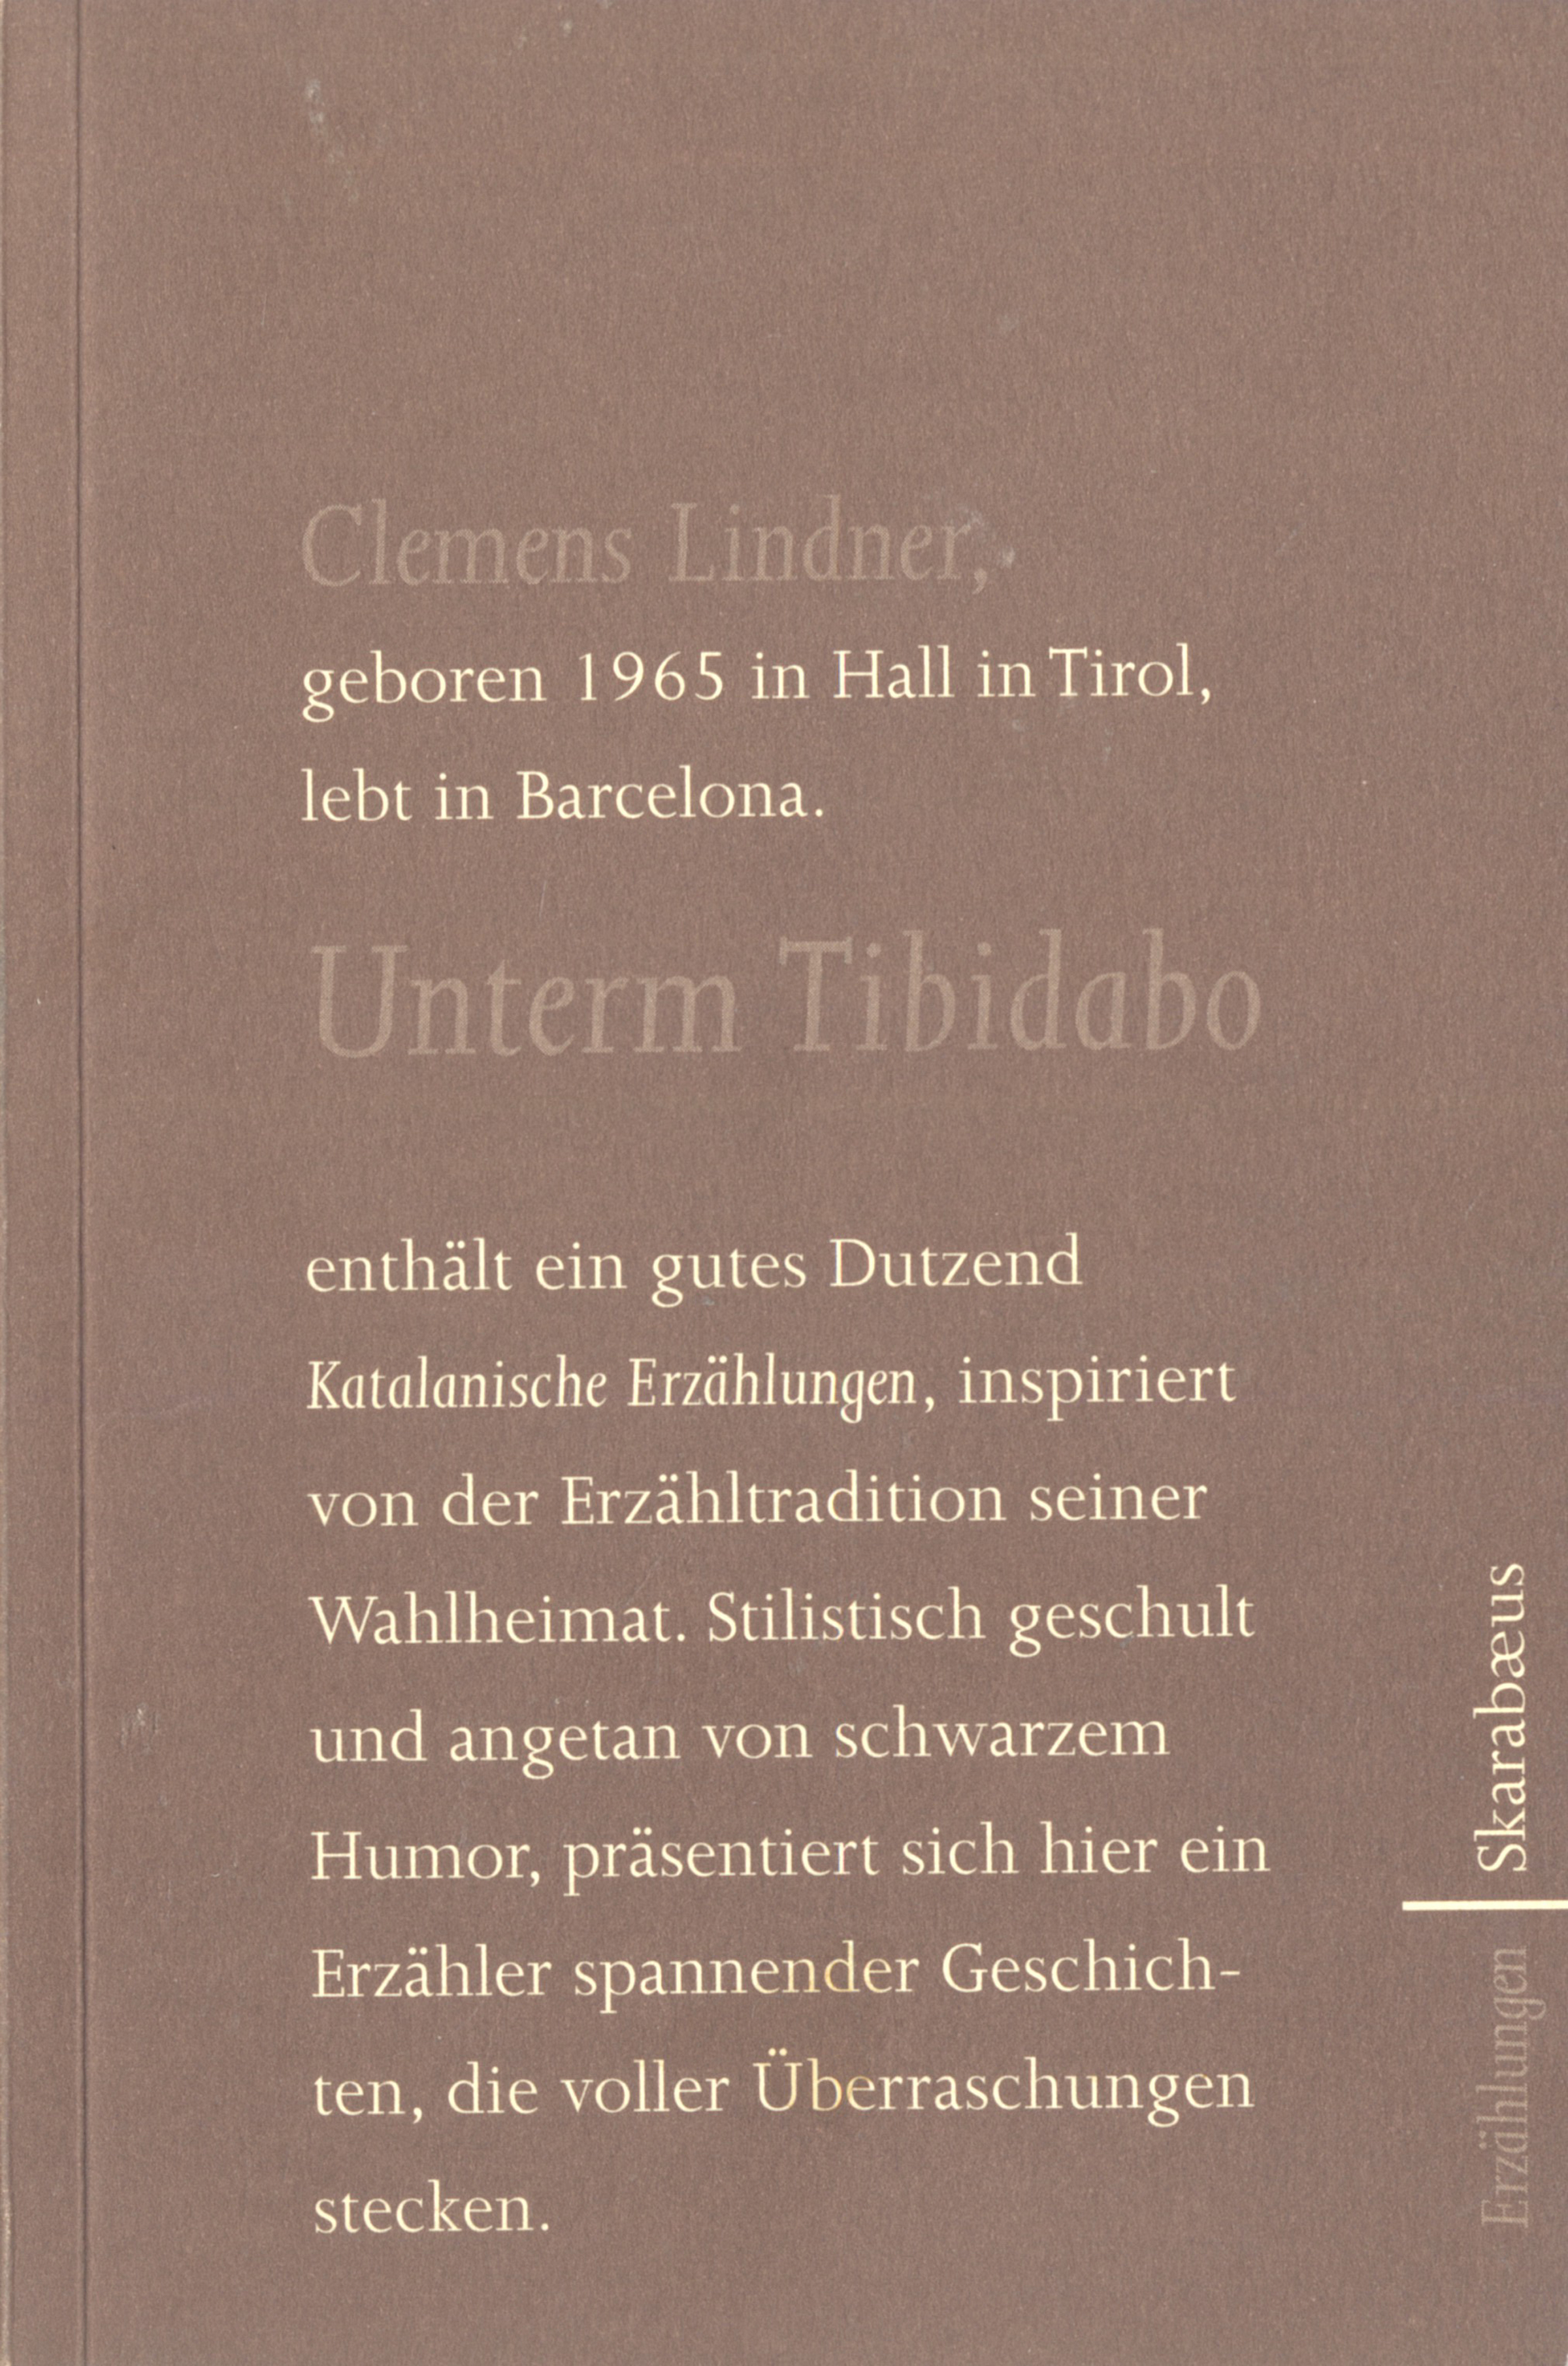 Clemens Lindner,
geboren 1965 in Hall in Tirol,
lebt in Barcelona.
Unterm Tibidabo
enthält ein gutes Dutzend
Katalanische Erzählungen, inspiriert
von der Erzähltradition seiner
Wahlheimat. Stilistisch geschult
und angetan von schwarzem
Humor, präsentiert sich hier ein
Erzähler spannender Geschich-
ten, die voller Überraschungen
stecken.
Erzählungen
Skarabæus